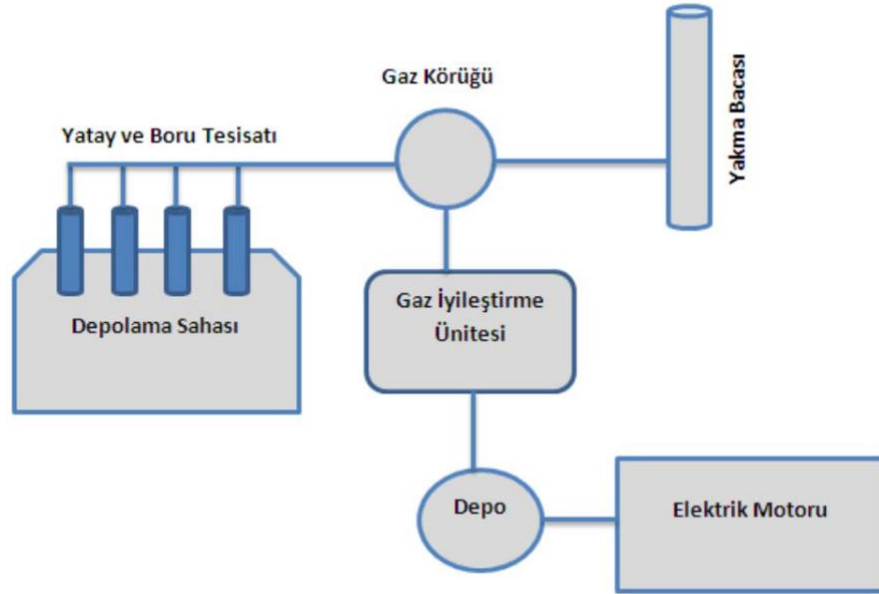 Gaz Körüğü
Yakma Bacası
Yatay ve Boru Tesisatı
Depolama Sahası
Gaz İyileştirme
Ünitesi
Depo
Elektrik Motoru